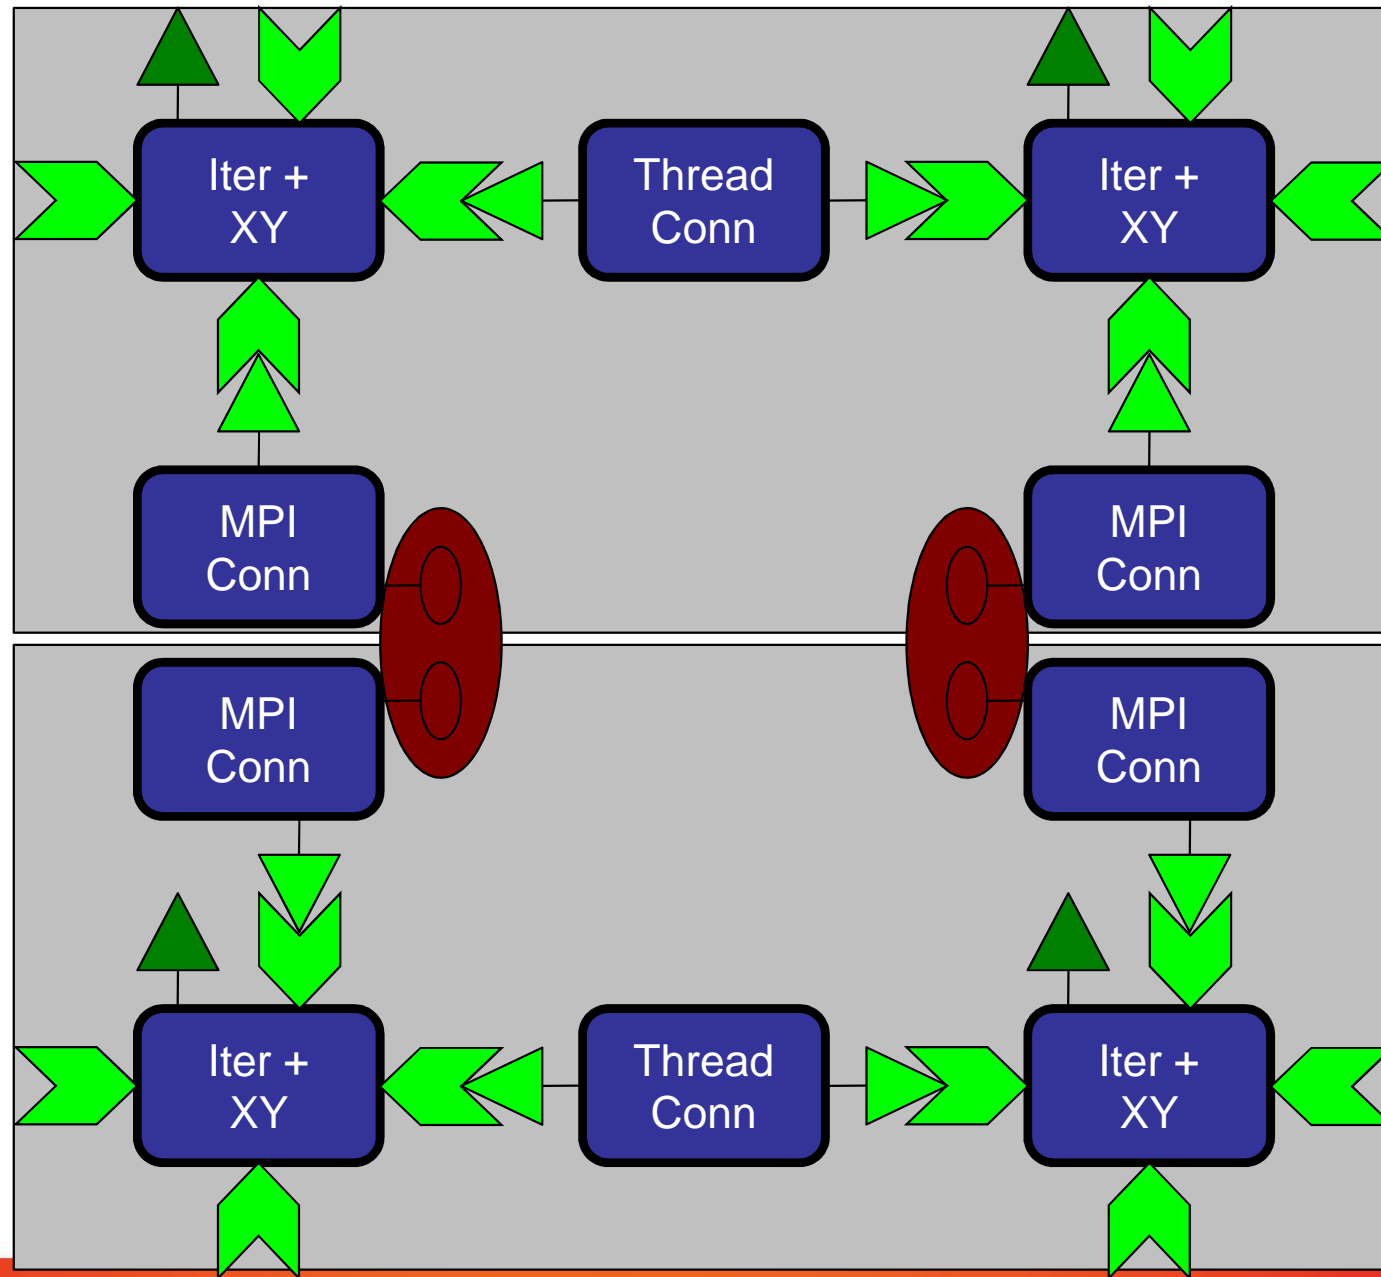 Iter +
XY
Thread
Conn
Iter +
XY
MPI
Conn
MPI
Conn
MPI
Conn
MPI
Conn
Iter +
XY
Thread
Conn
Iter +
XY